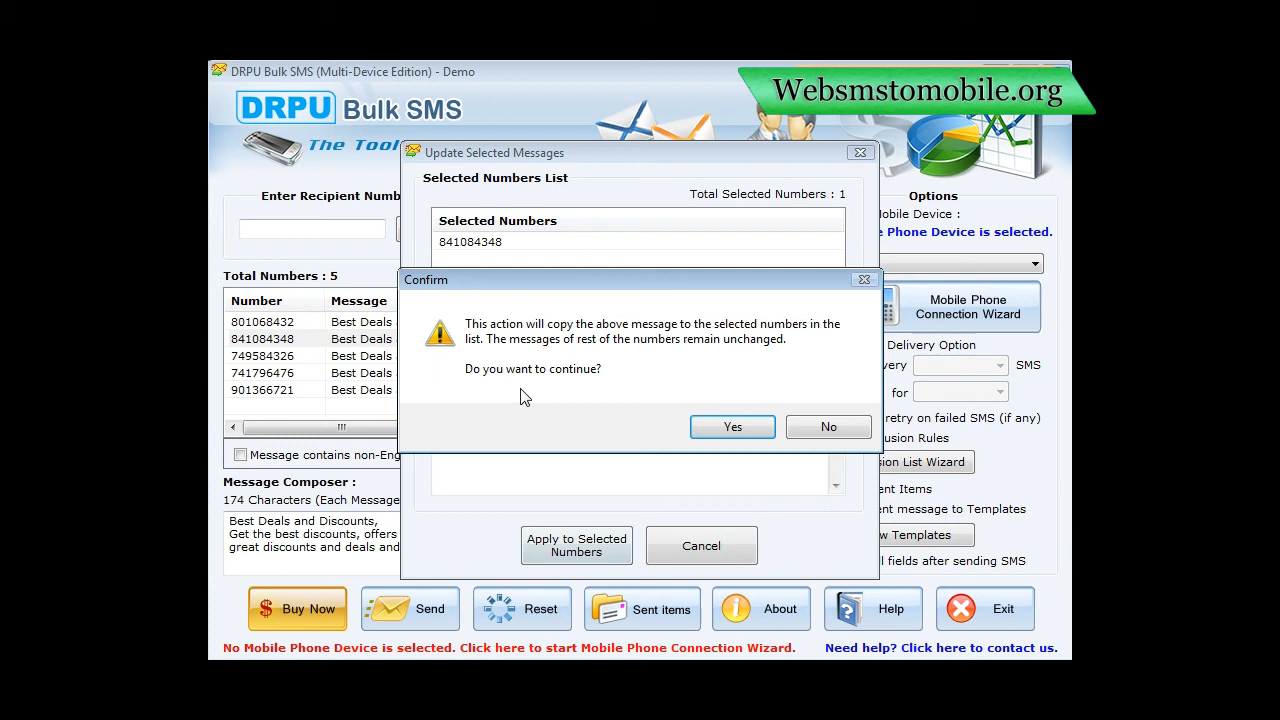 DRPU Bulk SMS (Multi-Device Edition) - Demo
Websmstomobile.org
DRPU Bulk SMS
The Tool
Update Selected Messages
Selected Numbers List
Total Selected Numbers : 1
Selected Numbers
841084348
Enter Recipient Numb
Total Numbers : 5
Number Message
801068432 Best Deals
841084348 Best Deals
749584326 Best Deals
741796476 Best Deals
901366721 Best Deals
Message contains non-Eng
Message Composer :
174 Characters (Each Message
Best Deals and Discounts,
Get the best discounts, offers
great discounts and deals and
Confirm
This action will copy the above message to the selected numbers in the
list. The messages of rest of the numbers remain unchanged.
Do you want to continue?
Yes No
Apply to Selected
Numbers
Cancel
Options
obile Device :
Phone Device is selected.
Mobile Phone
Connection Wizard
Delivery Option
very SMS
for
retry on failed SMS (if any)
usion Rules
sion List Wizard
ent Items
ent message to Templates
w Templates
ll fields after sending SMS
$ Buy Now Send Reset Sent items i About ? Help Exit
No Mobile Phone Device is selected. Click here to start Mobile Phone Connection Wizard.
Need help? Click here to contact us.